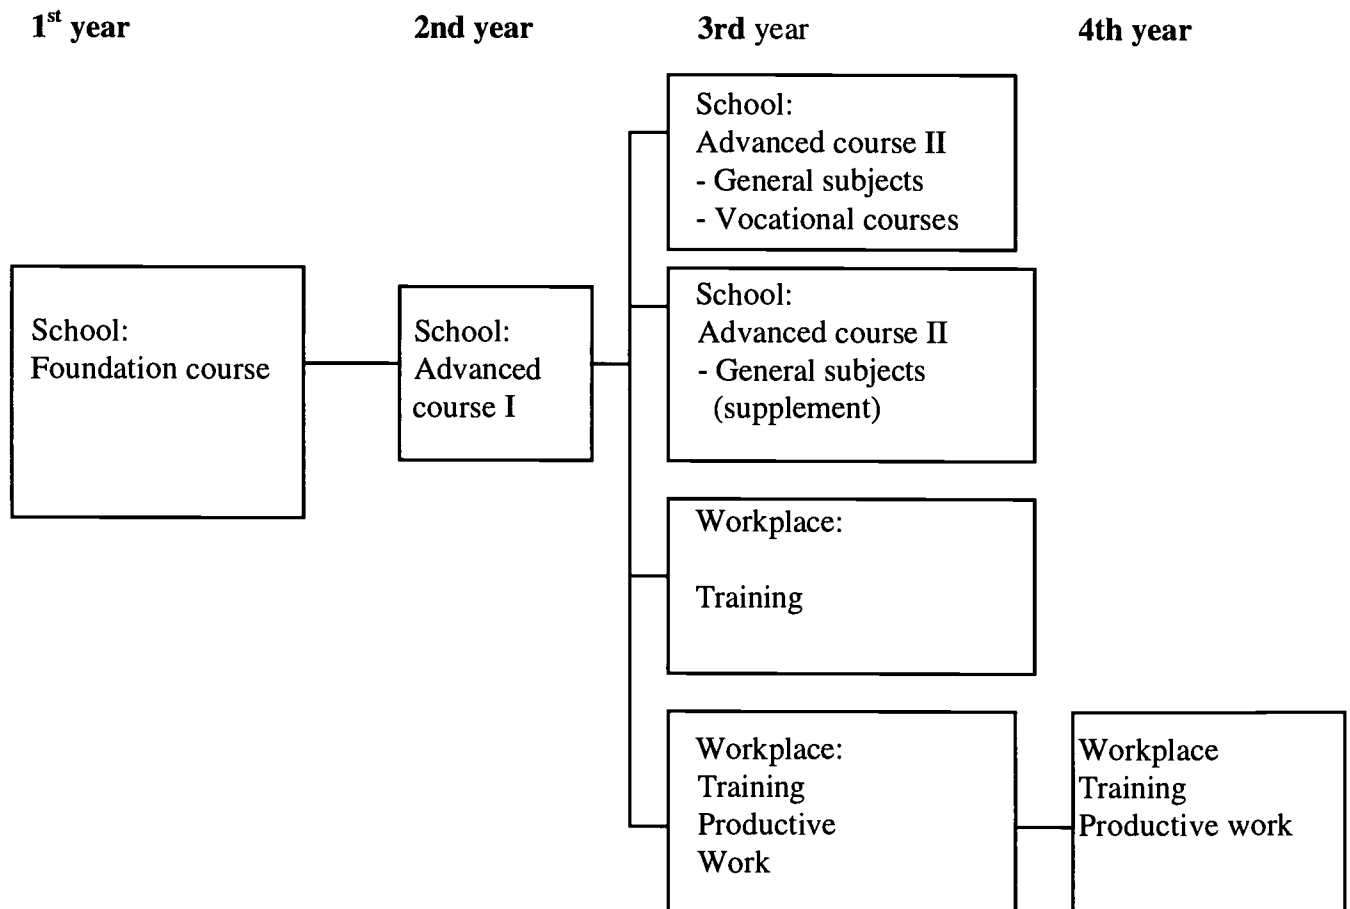 1st year
2nd year
3rd year
4th year
School:
Advanced course II
- General subjects
- Vocational courses
School:
Foundation course
School:
Advanced
course I
School:
Advanced course II
- General subjects
(supplement)
Workplace:
Training
Workplace:
Training
Productive
Work
Workplace
Training
Productive work